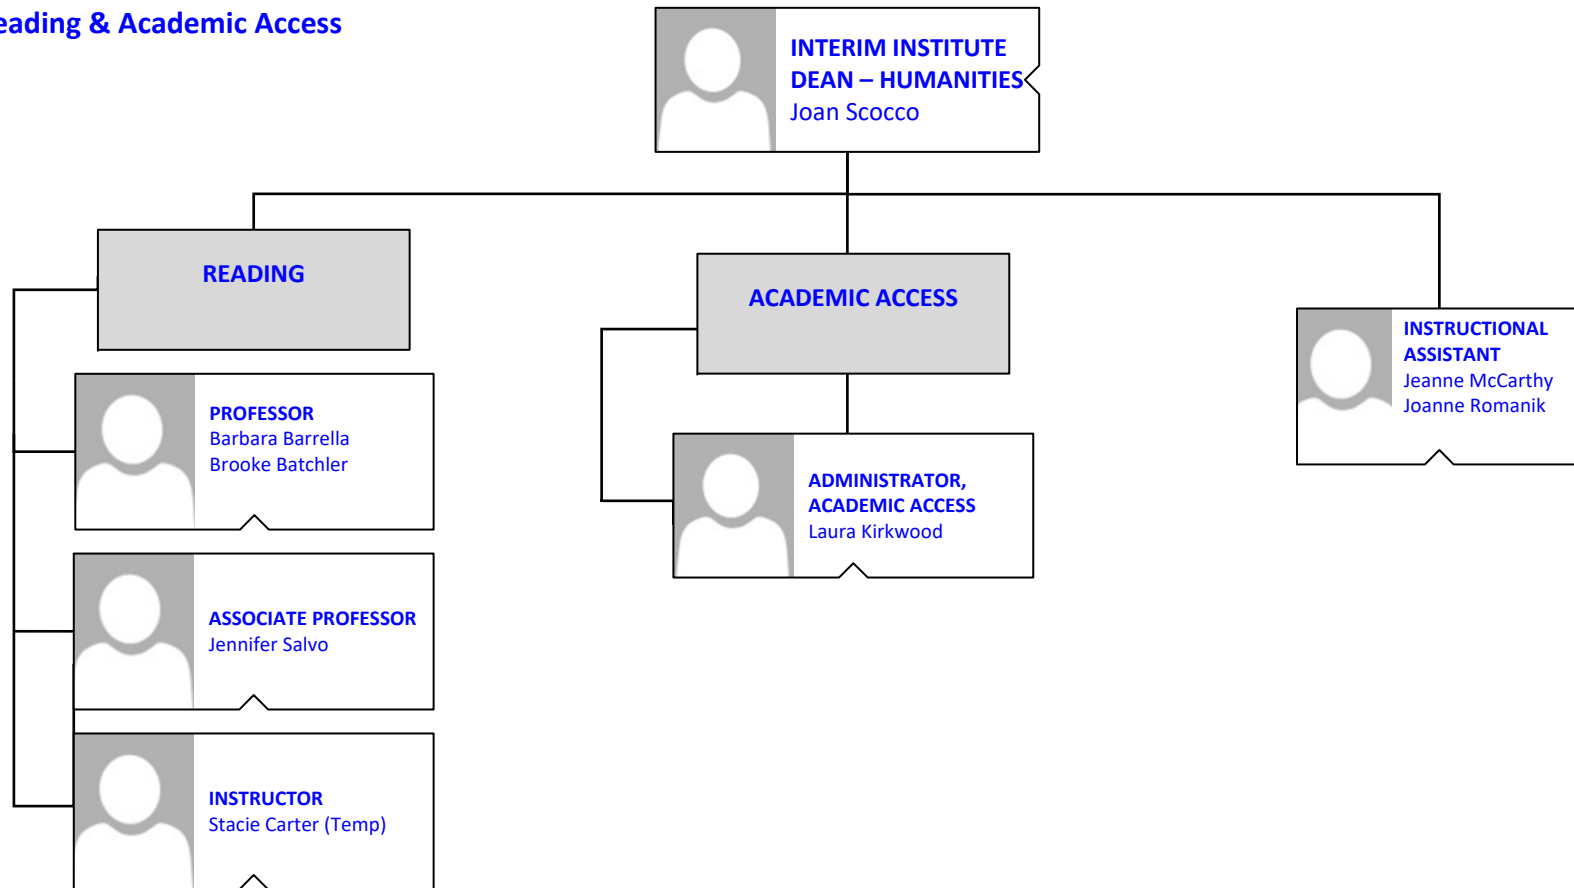 eading & Academic Access
INTERIM INSTITUTE
DEAN – HUMANITIES
Joan Scocco
READING
PROFESSOR
Barbara Barrella
Brooke Batchler
ASSOCIATE PROFESSOR
Jennifer Salvo
INSTRUCTOR
Stacie Carter (Temp)
ACADEMIC ACCESS
ADMINISTRATOR,
ACADEMIC ACCESS
Laura Kirkwood
INSTRUCTIONAL
ASSISTANT
Jeanne McCarthy
Joanne Romanik